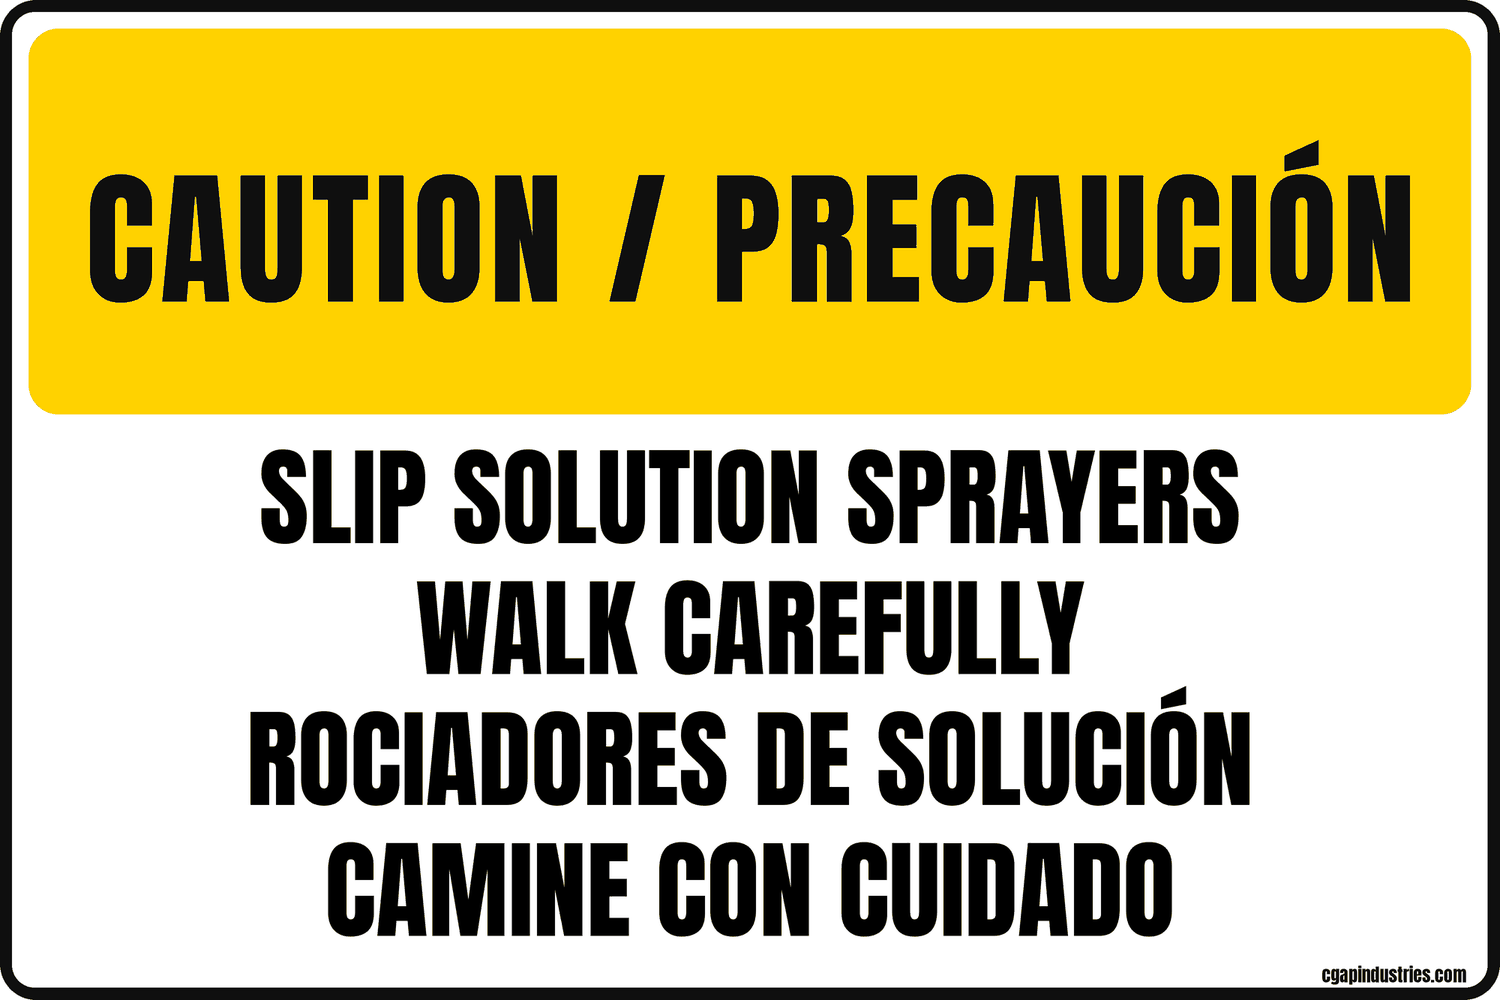 CAUTION / PRECAUCIÓN
SLIP SOLUTION SPRAYERS
WALK CAREFULLY
ROCIADORES DE SOLUCIÓN
CAMINE CON CUIDADO
cgapindustries.com